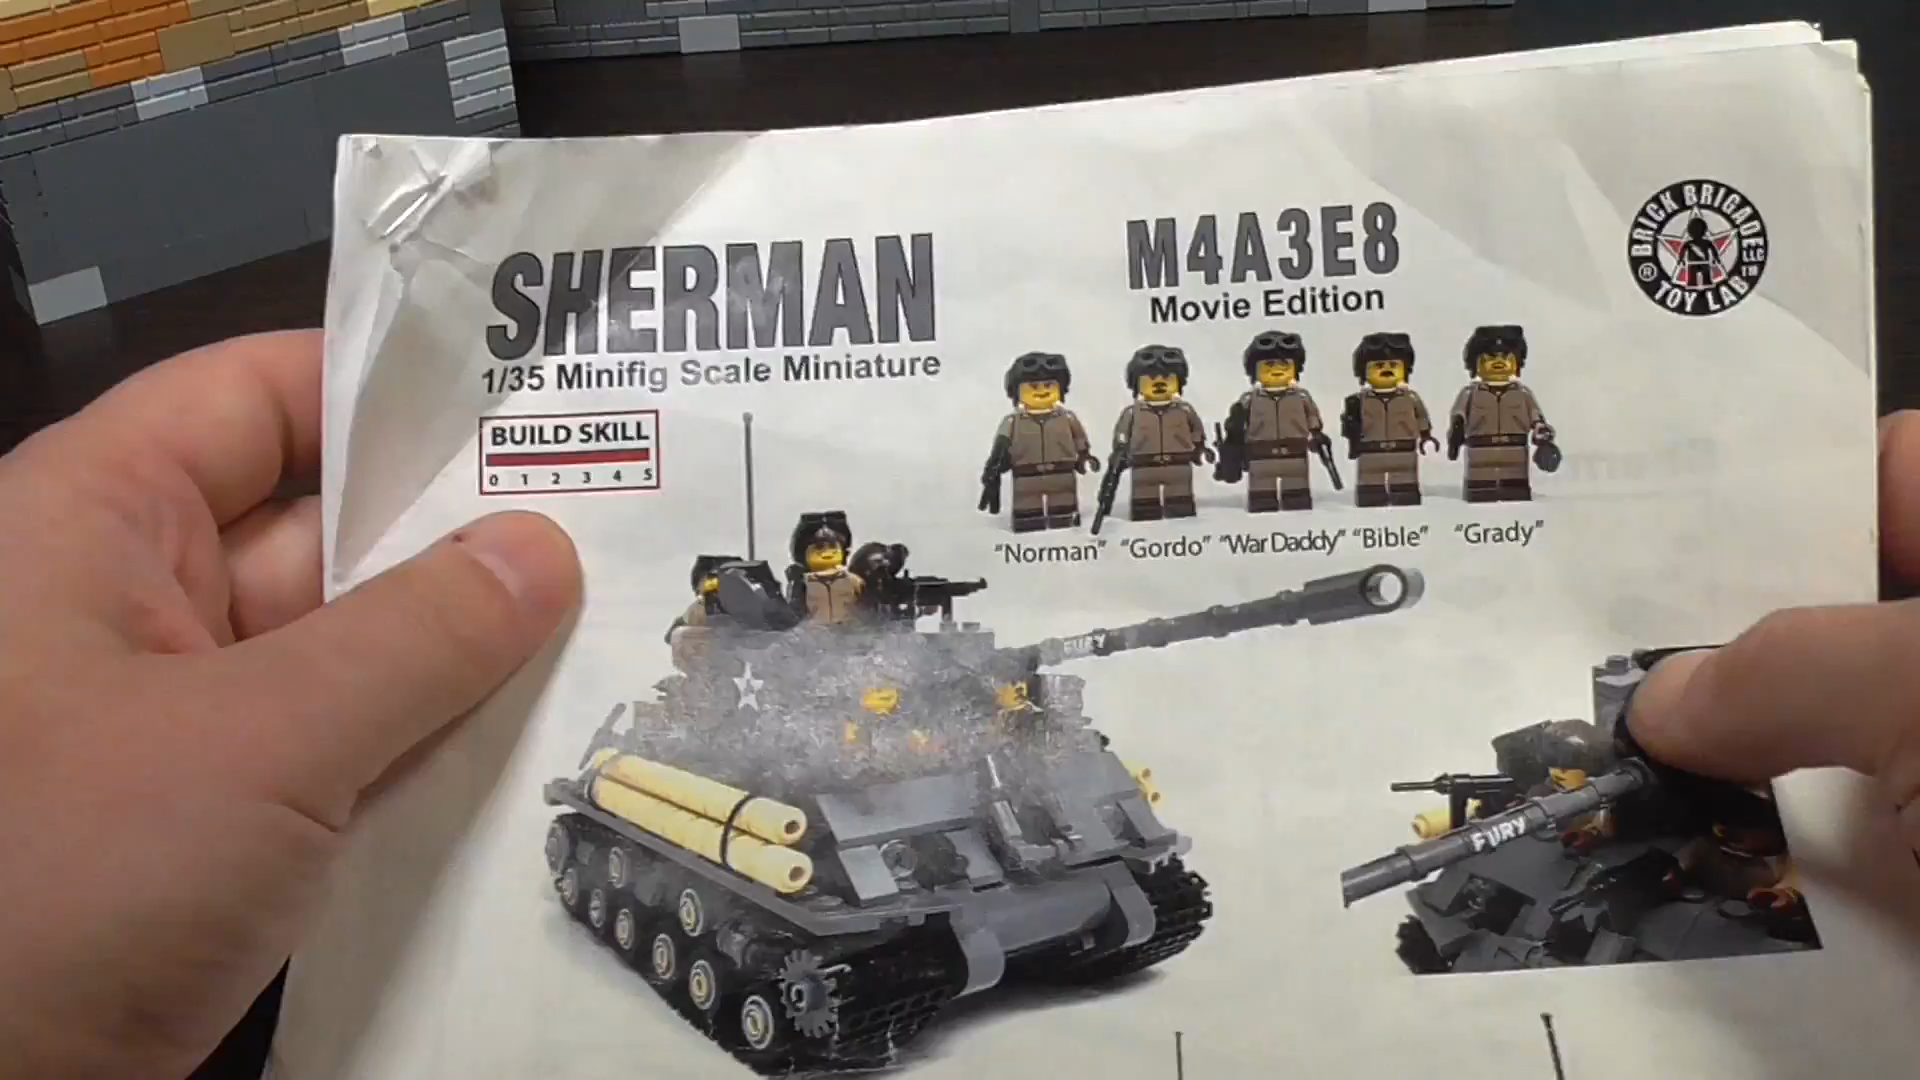 SHERMAN
1/35 Minifig Scale Miniature
BUILD SKILL
0 1 2 3 4 5
M4A3E8
Movie Edition
BRICK BRIGADE LLC TM
TOY LAB ®
"Norman" "Gordo" "War Daddy" "Bible" "Grady"
FURY
FURY